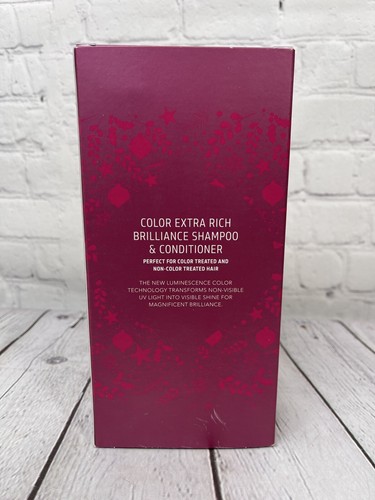 COLOR EXTRA RICH
BRILLIANCE SHAMPOO
& CONDITIONER
PERFECT FOR COLOR TREATED AND
NON-COLOR TREATED HAIR
THE NEW LUMINESCENCE COLOR
TECHNOLOGY TRANSFORMS NON-VISIBLE
UV LIGHT INTO VISIBLE SHINE FOR
MAGNIFICENT BRILLIANCE.